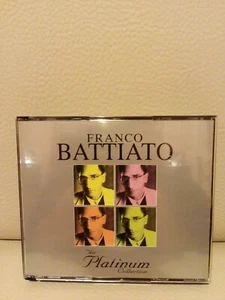 FRANCO
BATTIATO
The
Platinum
Collection